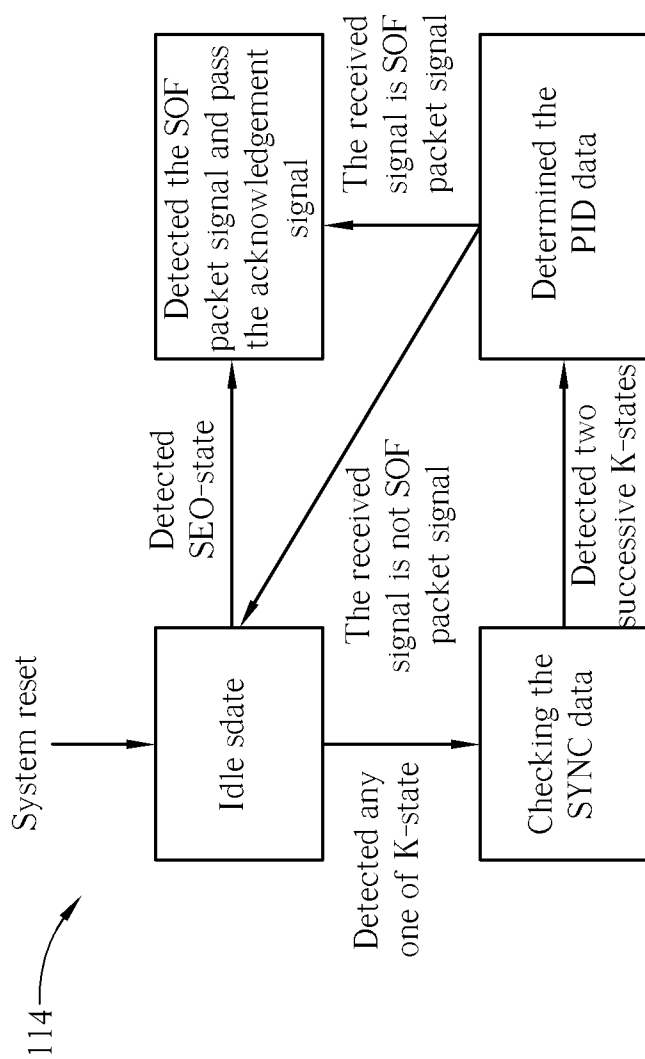 114
System reset
Idle sdate
Detected
SEO-state
Detected the SOF
packet signal and pass
the acknowledgement
signal
Detected any
one of K-state
The received
signal is not SOF
packet signal
The received
signal is SOF
packet signal
Checking the
SYNC data
Detected two
successive K-states
Determined the
PID data